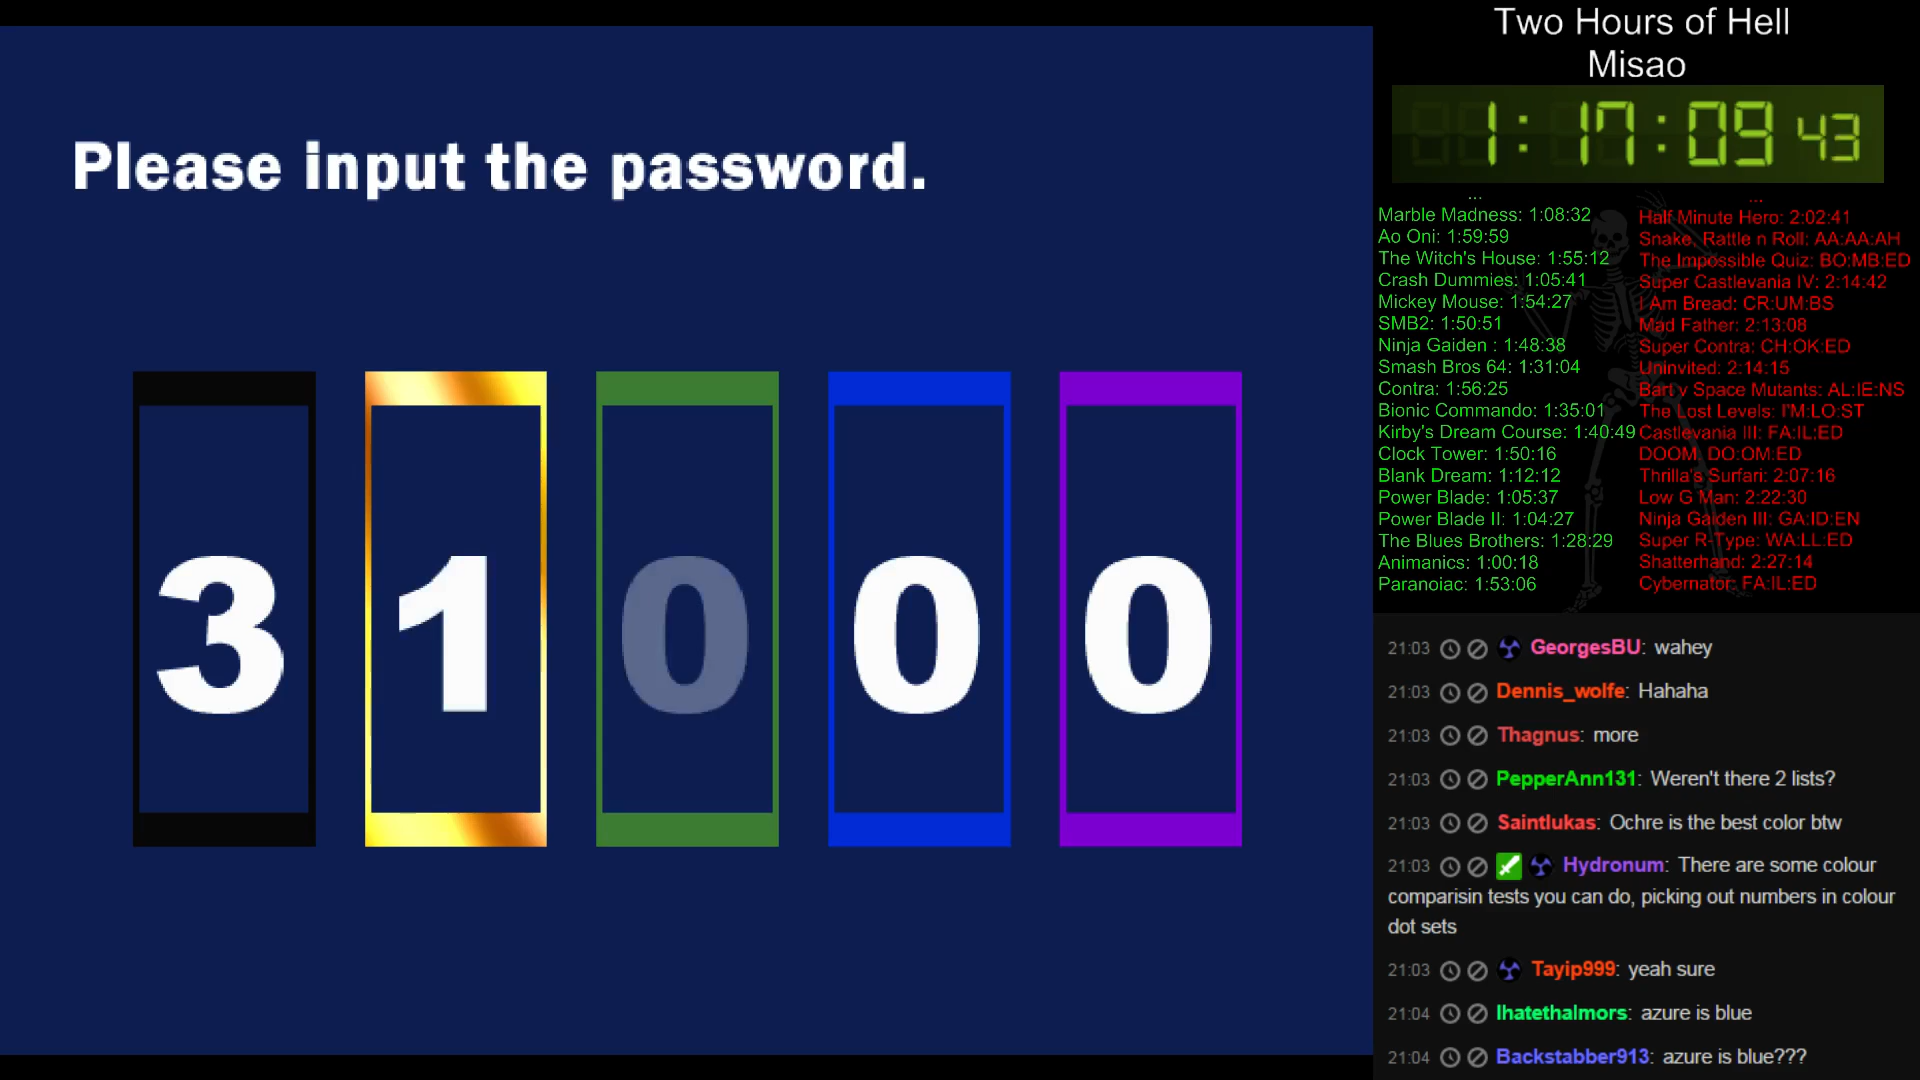 Please input the password.
3 1 0 0 0
Two Hours of Hell
Misao
1:17:09 43
...
Marble Madness: 1:08:32
Ao Oni: 1:59:59
The Witch's House: 1:55:12
Crash Dummies: 1:05:41
Mickey Mouse: 1:54:27
SMB2: 1:50:51
Ninja Gaiden : 1:48:38
Smash Bros 64: 1:31:04
Contra: 1:56:25
Bionic Commando: 1:35:01
Kirby's Dream Course: 1:40:49
Clock Tower: 1:50:16
Blank Dream: 1:12:12
Power Blade: 1:05:37
Power Blade II: 1:04:27
The Blues Brothers: 1:28:29
Animanics: 1:00:18
Paranoiac: 1:53:06
...
Half Minute Hero: 2:02:41
Snake, Rattle n Roll: AA:AA:AH
The Impossible Quiz: BO:MB:ED
Super Castlevania IV: 2:14:42
I Am Bread: CR:UM:BS
Mad Father: 2:13:08
Super Contra: CH:OK:ED
Uninvited: 2:14:15
Bart v Space Mutants: AL:IE:NS
The Lost Levels: I'M:LO:ST
Castlevania III: FA:IL:ED
DOOM: DO:OM:ED
Thrilla's Surfari: 2:07:16
Low G Man: 2:22:30
Ninja Gaiden III: GA:ID:EN
Super R-Type: WA:LL:ED
Shatterhand: 2:27:14
Cybernator: FA:IL:ED
21:03 GeorgesBU: wahey
21:03 Dennis_wolfe: Hahaha
21:03 Thagnus: more
21:03 PepperAnn131: Weren't there 2 lists?
21:03 Saintlukas: Ochre is the best color btw
21:03 Hydronum: There are some colour
comparisin tests you can do, picking out numbers in colour
dot sets
21:03 Tayip999: yeah sure
21:04 Ihatethalmors: azure is blue
21:04 Backstabber913: azure is blue???